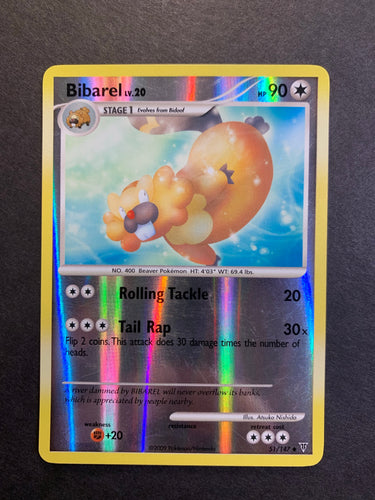 Bibarel LV.20 HP 90
STAGE 1 Evolves from Bidoof
NO. 400 Beaver Pokémon HT: 4'03" WT: 69.4 lbs.
Rolling Tackle 20
Tail Rap 30x
Flip 2 coins. This attack does 30 damage times the number of
heads.
A river dammed by BIBAREL will never overflow its banks,
which is appreciated by people nearby.
Illus. Atsuko Nishida
weakness resistance retreat cost
+20
©2009 Pokémon/Nintendo 51/147